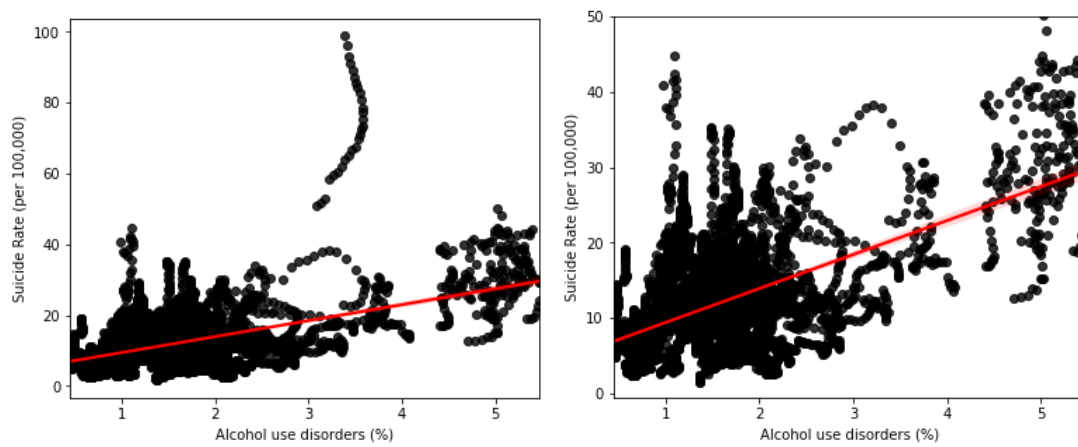 100
80
60
40
20
0
Suicide Rate (per 100,000)
1 2 3 4 5
Alcohol use disorders (%)
50
40
30
20
10
0
Suicide Rate (per 100,000)
1 2 3 4 5
Alcohol use disorders (%)